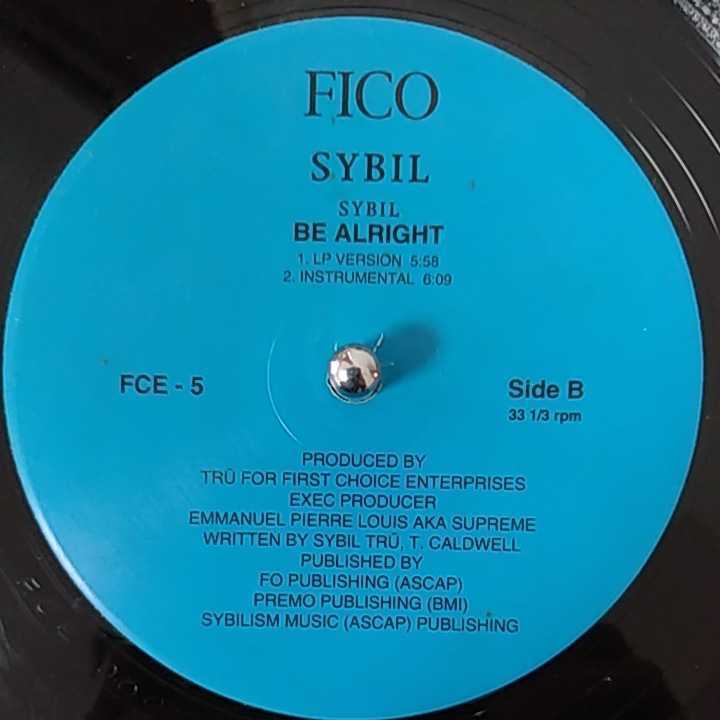 FICO
SYBIL
SYBIL
BE ALRIGHT
1. LP VERSION 5:58
2. INSTRUMENTAL 6:09
FCE - 5
Side B
33 1/3 rpm
PRODUCED BY
TRŪ FOR FIRST CHOICE ENTERPRISES
EXEC PRODUCER
EMMANUEL PIERRE LOUIS AKA SUPREME
WRITTEN BY SYBIL TRŪ, T. CALDWELL
PUBLISHED BY
FO PUBLISHING (ASCAP)
PREMO PUBLISHING (BMI)
SYBILISM MUSIC (ASCAP) PUBLISHING